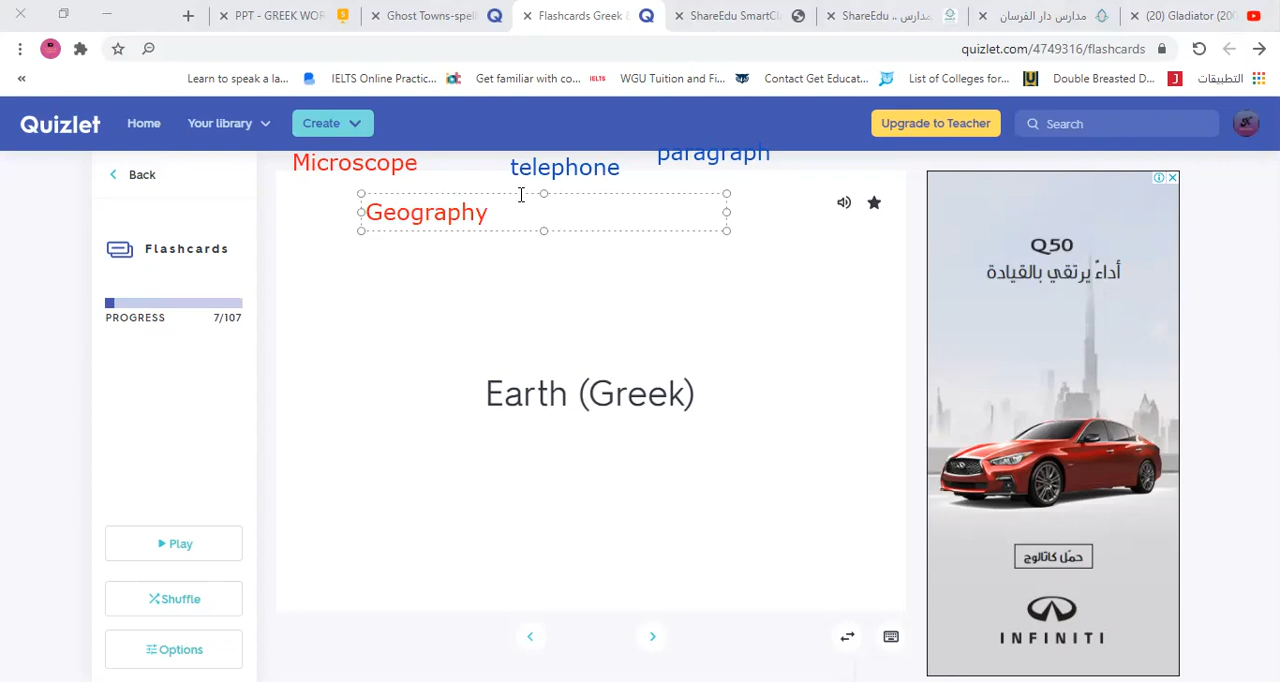 PPT - GREEK WOR
Ghost Towns-spell
Flashcards Greek &
ShareEdu SmartCl
ShareEdu .. مدارس
مدارس دار الفرسان
(20) Gladiator (200
quizlet.com/4749316/flashcards
«
Learn to speak a la...
IELTS Online Practic...
Get familiar with co...
IELTS
WGU Tuition and Fi...
Contact Get Educat...
List of Colleges for...
Double Breasted D...
التطبيقات
Quizlet
Home
Your library
Create
Upgrade to Teacher
Search
Microscope
telephone
paragraph
Back
Geography
Flashcards
PROGRESS
7/107
Earth (Greek)
Play
Shuffle
Options
Q50
أداءٌ يرتقي بالقيادة
حمّل كتالوج
INFINITI